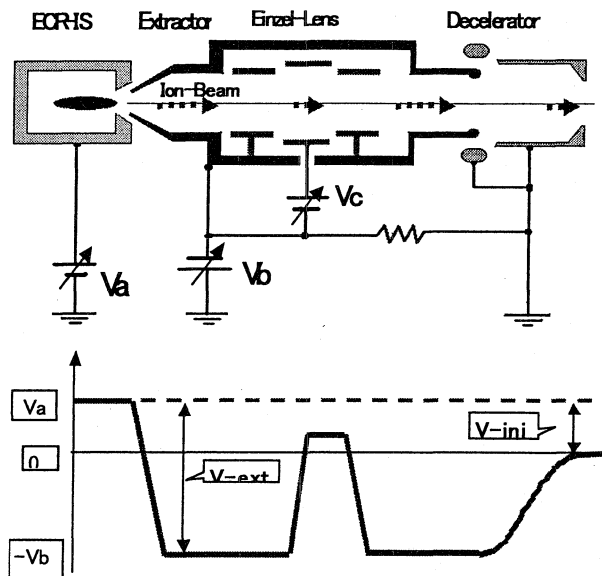 ECR-IS Extractor Einzel-Lens Decelerator
Ion-Beam
Vc
Va
Vb
Va
V-ini
0
V-ext
-Vb